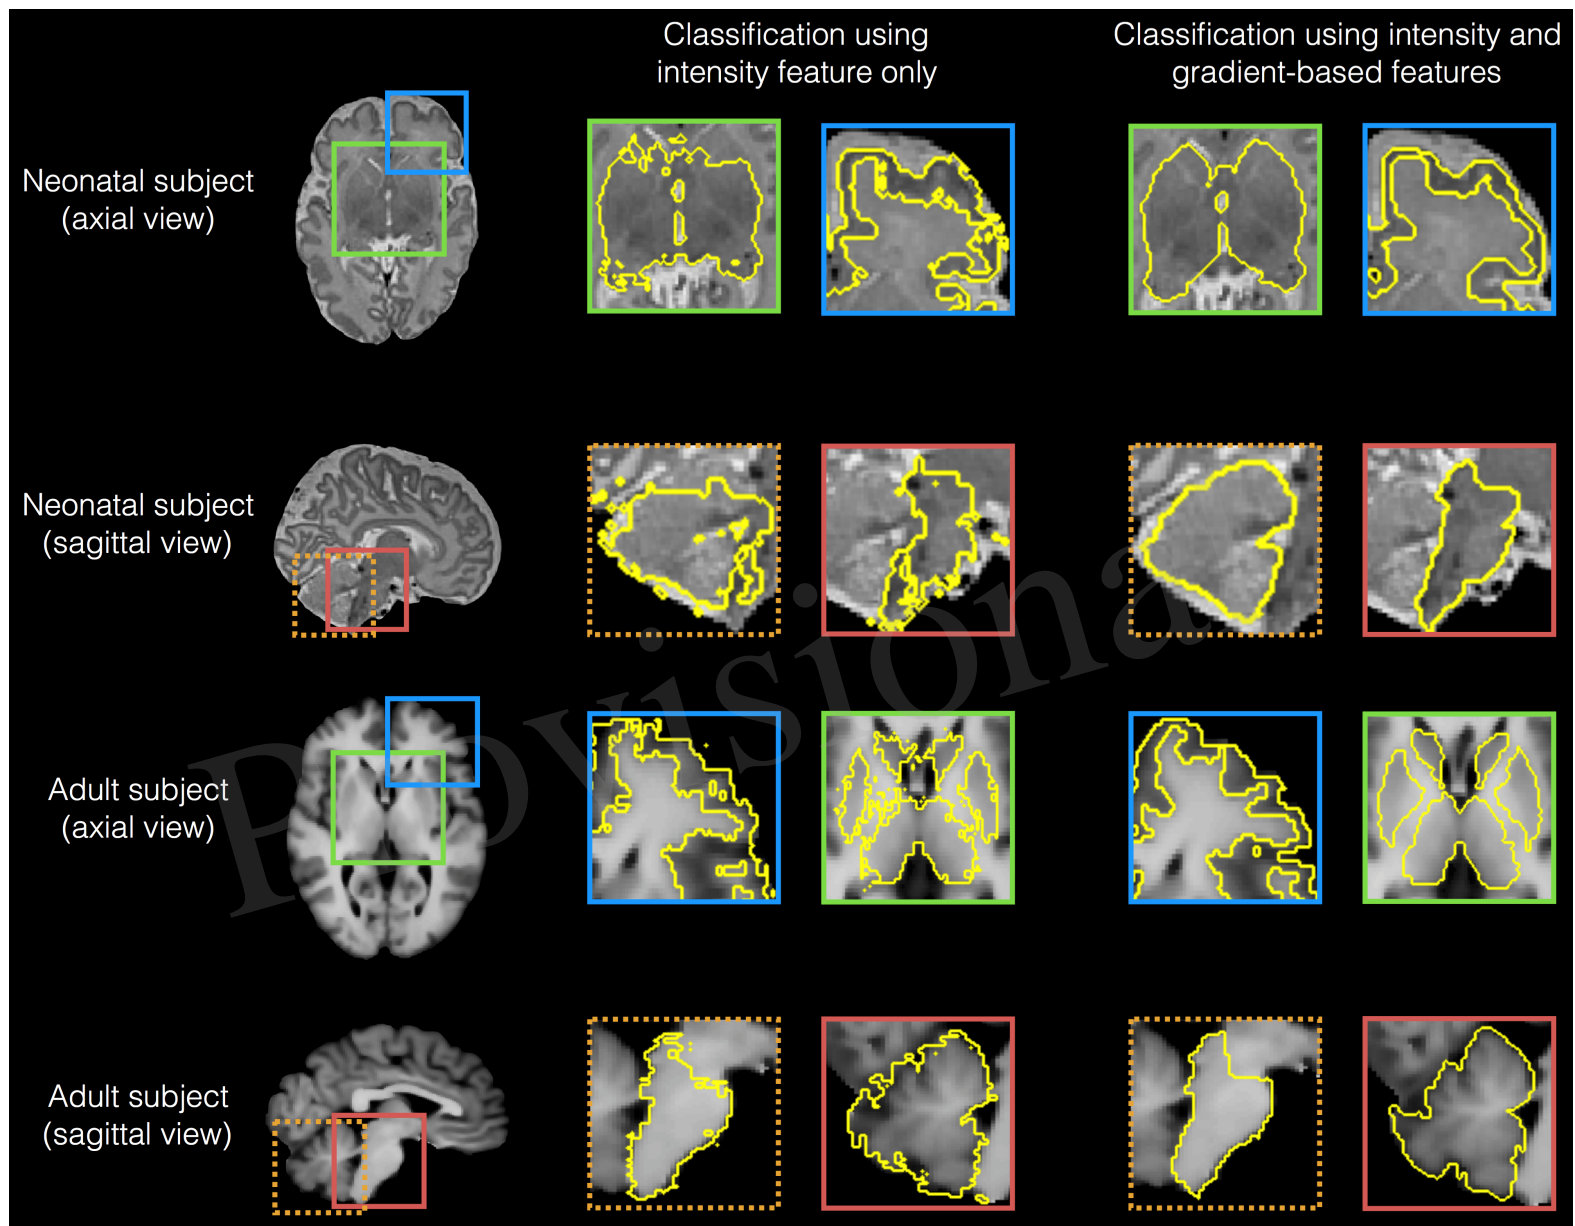 Classification using
intensity feature only
Classification using intensity and
gradient-based features
Neonatal subject
(axial view)
Neonatal subject
(sagittal view)
Adult subject
(axial view)
Adult subject
(sagittal view)
Provisional